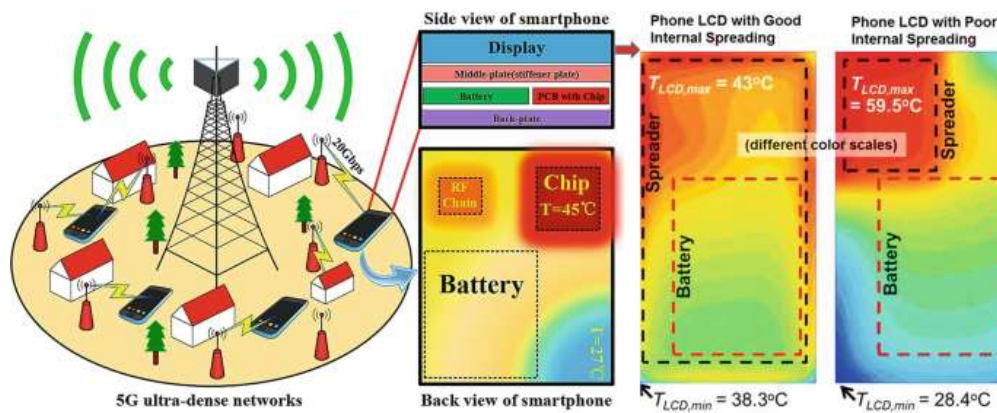 20Gbps
5G ultra-dense networks
Side view of smartphone
Display
Middle-plate(stiffener plate)
Battery
PCB with Chip
Back-plate
RF
Chain
Chip
T=45℃
Battery
T=27℃
Back view of smartphone
Phone LCD with Good
Internal Spreading
T_LCD,max = 43°C
Spreader
Battery
T_LCD,min = 38.3°C
(different color scales)
Phone LCD with Poor
Internal Spreading
T_LCD,max
= 59.5°C
Spreader
Battery
T_LCD,min = 28.4°C